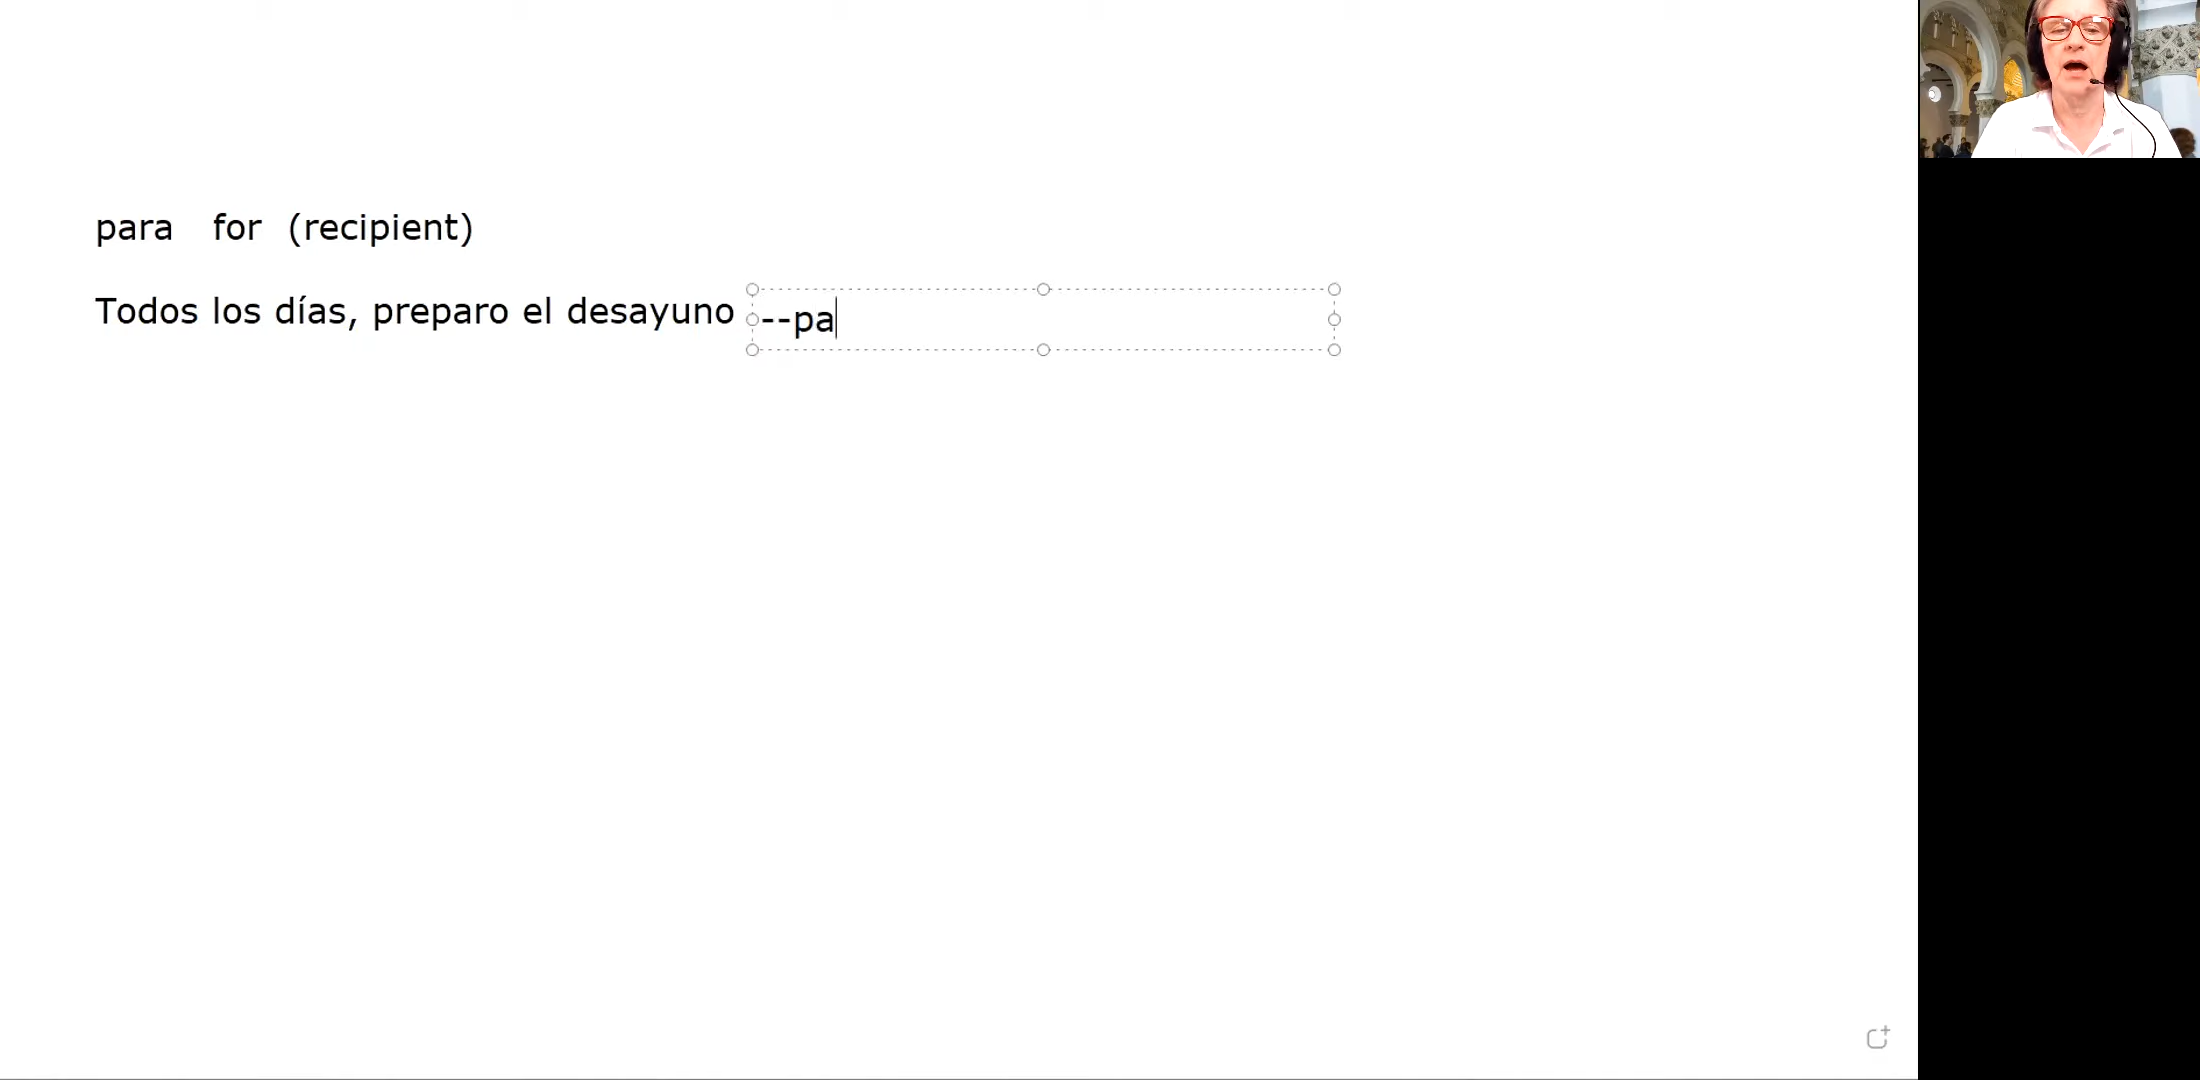 para for (recipient)
Todos los días, preparo el desayuno --pa